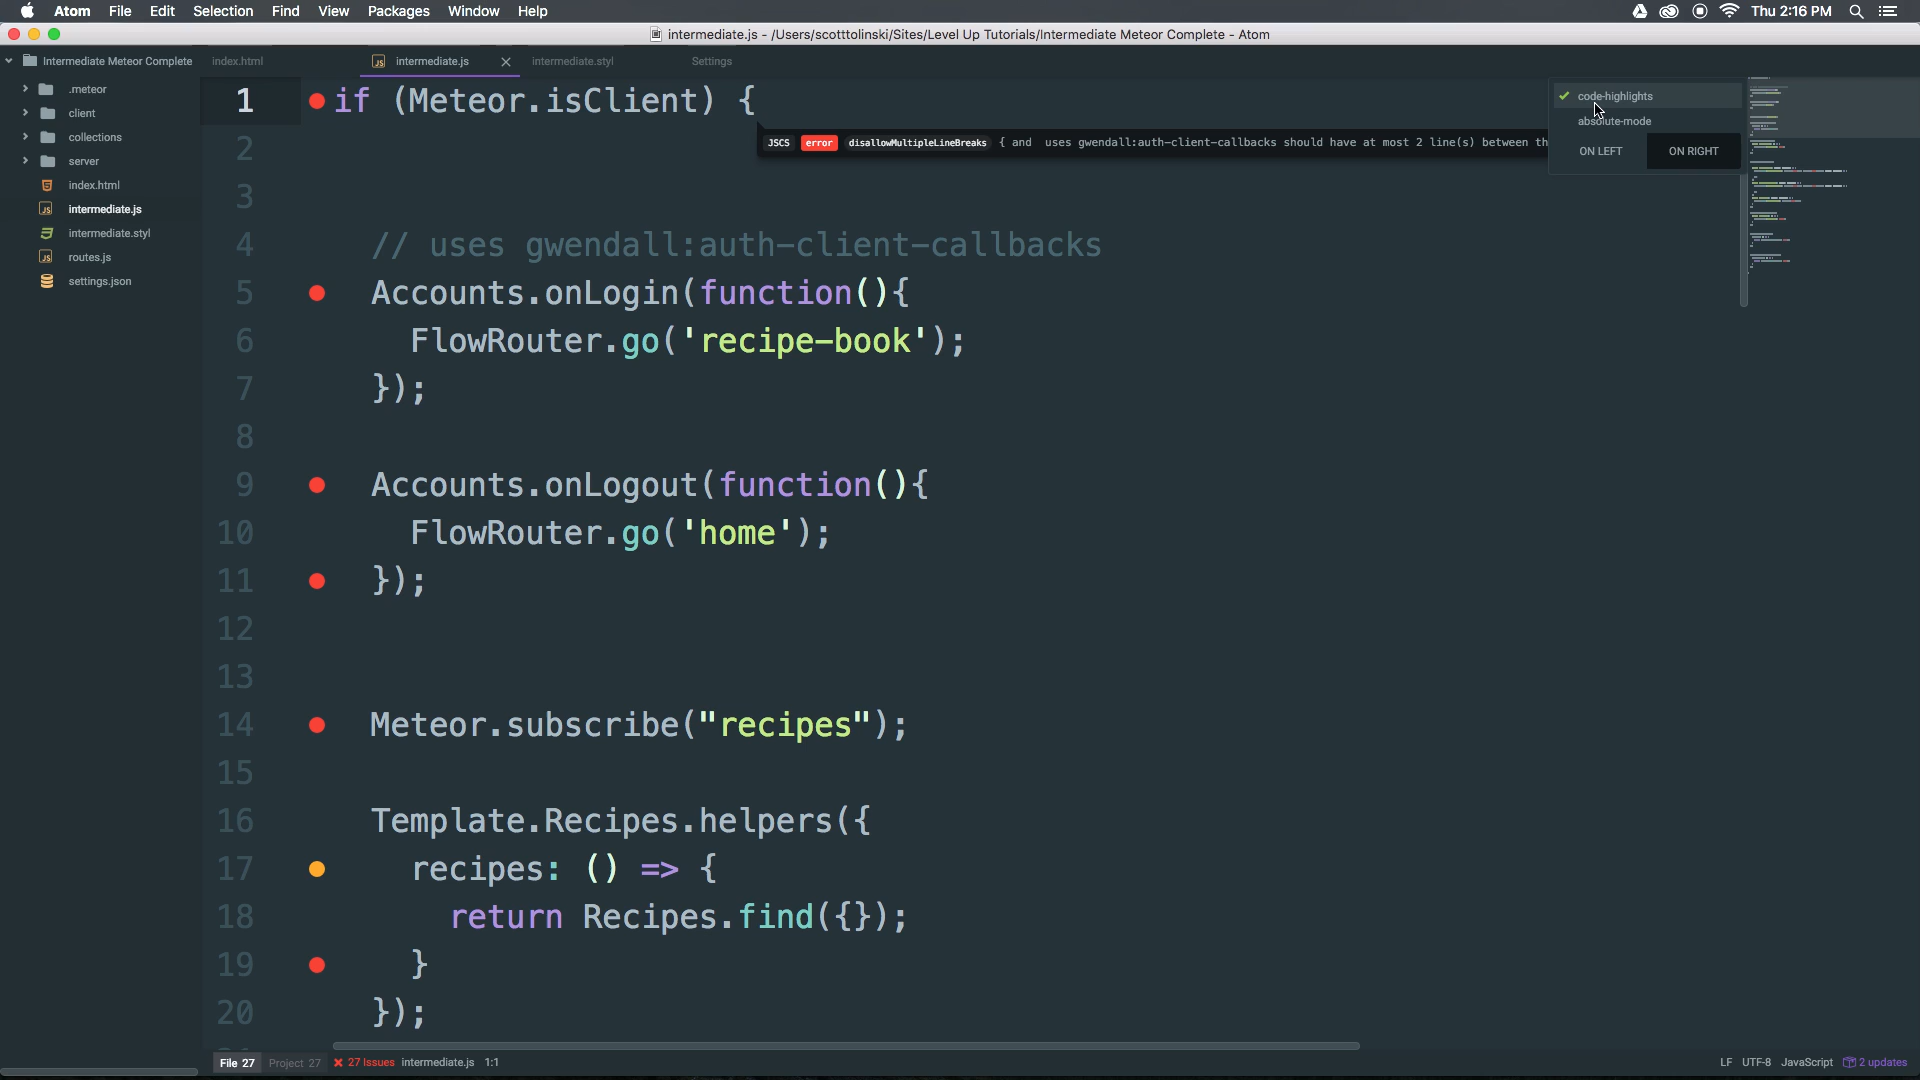 Atom File Edit Selection Find View Packages Window Help Thu 2:16 PM
intermediate.js - /Users/scotttolinski/Sites/Level Up Tutorials/Intermediate Meteor Complete - Atom
Intermediate Meteor Complete
.meteor
client
collections
server
index.html
intermediate.js
intermediate.styl
routes.js
settings.json
index.html intermediate.js intermediate.styl Settings
1 if (Meteor.isClient) {
JSCS error disallowMultipleLineBreaks { and uses gwendall:auth-client-callbacks should have at most 2 line(s) between th
2
3
4 // uses gwendall:auth-client-callbacks
5 Accounts.onLogin(function(){
6 FlowRouter.go('recipe-book');
7 });
8
9 Accounts.onLogout(function(){
10 FlowRouter.go('home');
11 });
12
13
14 Meteor.subscribe("recipes");
15
16 Template.Recipes.helpers({
17 recipes: () => {
18 return Recipes.find({});
19 }
20 });
code-highlights
absolute-mode
ON LEFT ON RIGHT
File 27 Project 27 27 Issues intermediate.js 1:1 LF UTF-8 JavaScript 2 updates